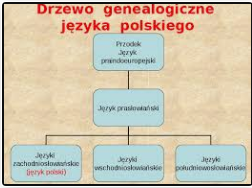 Drzewo genealogiczne
języka polskiego
Przodek
Język
praindoeuropejski
Język prasłowiański
Języki
zachodniosłowiańskie
(język polski)
Języki
wschodniosłowiańskie
Języki
południowosłowiańskie